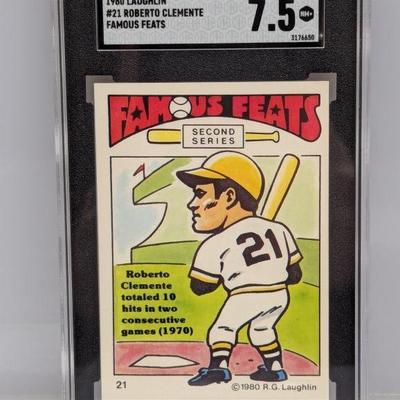 1980 LAUGHLIN
#21 ROBERTO CLEMENTE
FAMOUS FEATS
7.5 NM+
3176650
FAMOUS FEATS
SECOND
SERIES
21
Roberto
Clemente
totaled 10
hits in two
consecutive
games (1970)
21
©1980 R.G. Laughlin